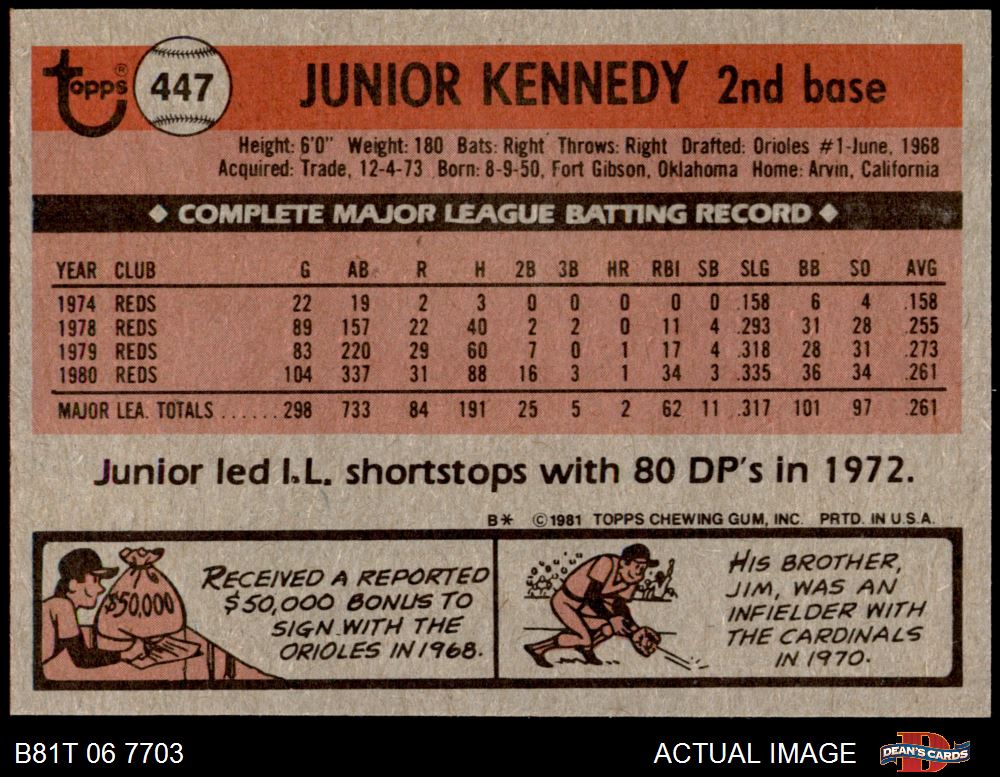 topps® 447 JUNIOR KENNEDY 2nd base
Height: 6'0" Weight: 180 Bats: Right Throws: Right Drafted: Orioles #1-June, 1968
Acquired: Trade, 12-4-73 Born: 8-9-50, Fort Gibson, Oklahoma Home: Arvin, California
◆ COMPLETE MAJOR LEAGUE BATTING RECORD ◆
YEAR CLUB G AB R H 2B 3B HR RBI SB SLG BB SO AVG
1974 REDS 22 19 2 3 0 0 0 0 0 .158 6 4 .158
1978 REDS 89 157 22 40 2 2 0 11 4 .293 31 28 .255
1979 REDS 83 220 29 60 7 0 1 17 4 .318 28 31 .273
1980 REDS 104 337 31 88 16 3 1 34 3 .335 36 34 .261
MAJOR LEA. TOTALS ...... 298 733 84 191 25 5 2 62 11 .317 101 97 .261
Junior led I.L. shortstops with 80 DP's in 1972.
B* ©1981 TOPPS CHEWING GUM, INC. PRTD. IN U.S.A.
$50,000
RECEIVED A REPORTED
$50,000 BONUS TO
SIGN WITH THE
ORIOLES IN 1968.
HIS BROTHER,
JIM, WAS AN
INFIELDER WITH
THE CARDINALS
IN 1970.
B81T 06 7703 ACTUAL IMAGE D DEAN'S CARDS